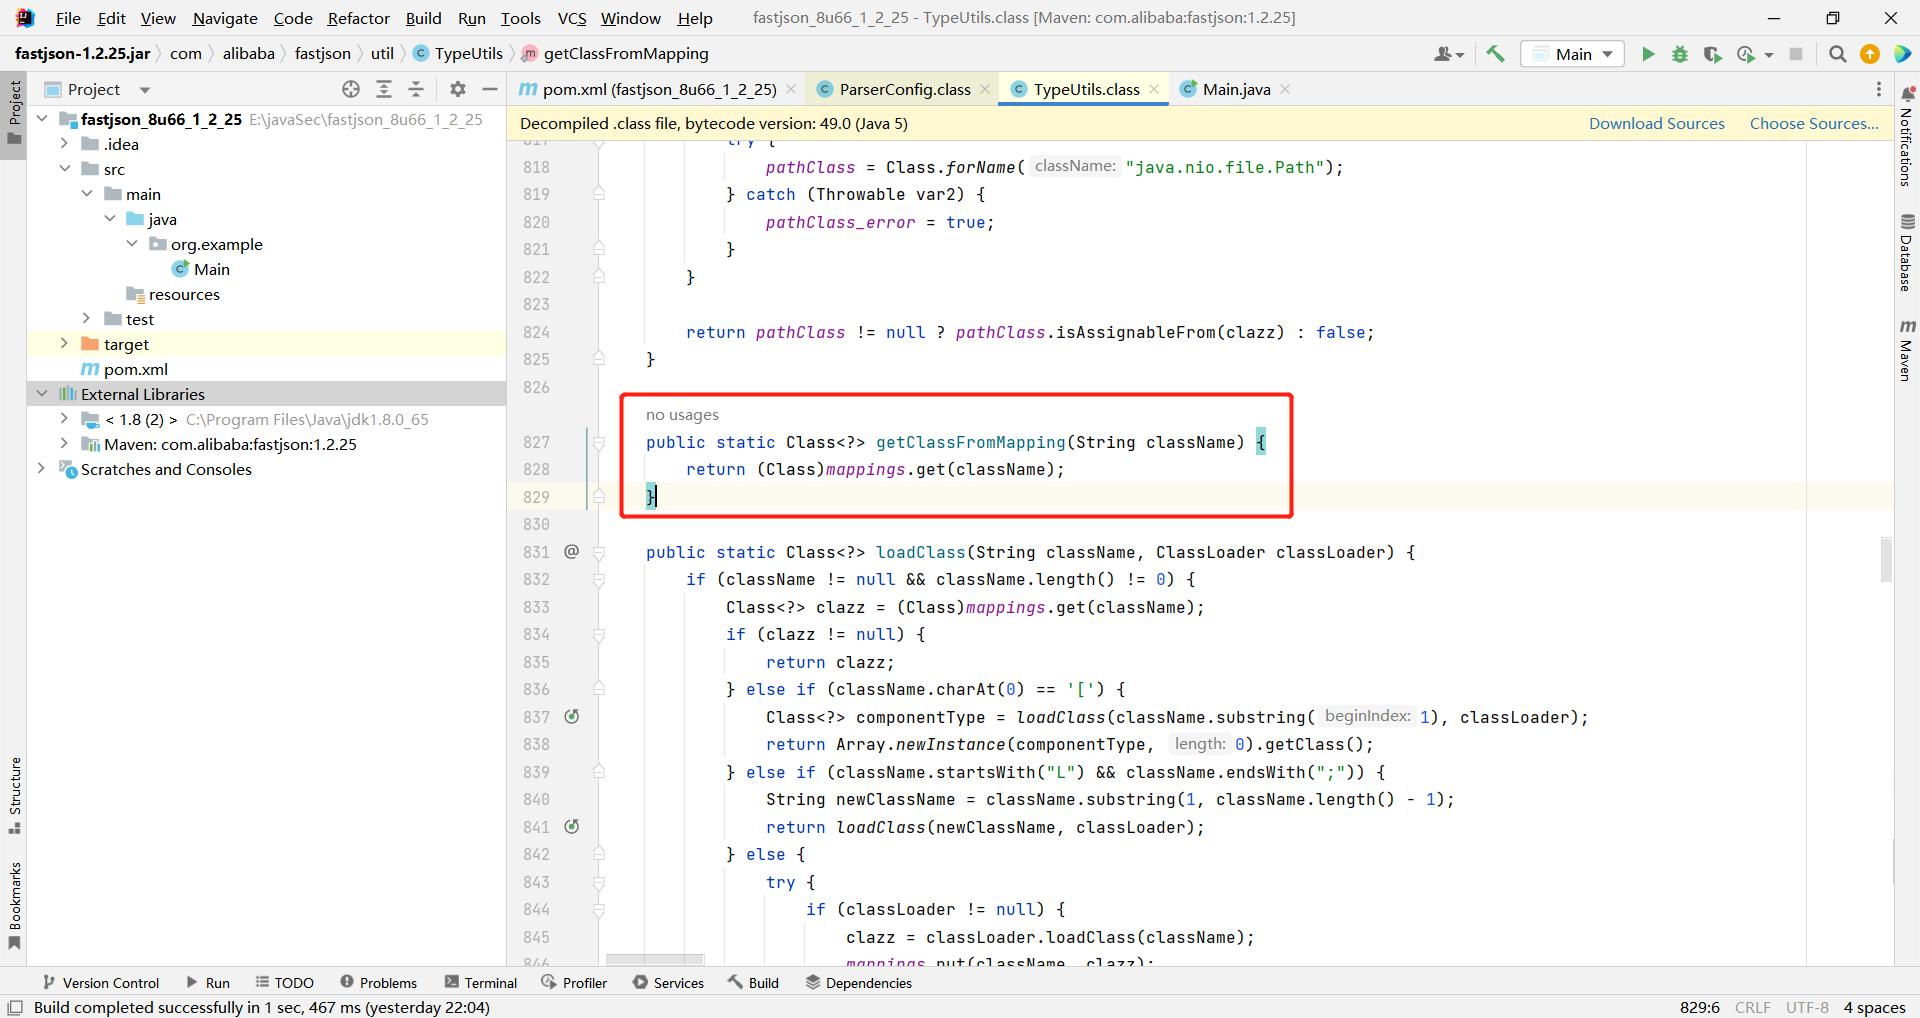 File Edit View Navigate Code Refactor Build Run Tools VCS Window Help fastjson_8u66_1_2_25 - TypeUtils.class [Maven: com.alibaba:fastjson:1.2.25]
fastjson-1.2.25.jar com alibaba fastjson util TypeUtils getClassFromMapping
Main
Project
pom.xml (fastjson_8u66_1_2_25) ParserConfig.class TypeUtils.class Main.java
Decompiled .class file, bytecode version: 49.0 (Java 5) Download Sources Choose Sources...
fastjson_8u66_1_2_25 E:\javaSec\fastjson_8u66_1_2_25
.idea
src
main
java
org.example
Main
resources
test
target
pom.xml
External Libraries
< 1.8 (2) > C:\Program Files\Java\jdk1.8.0_65
Maven: com.alibaba:fastjson:1.2.25
Scratches and Consoles
817 try {
818 pathClass = Class.forName( className: "java.nio.file.Path");
819 } catch (Throwable var2) {
820 pathClass_error = true;
821 }
822 }
823
824 return pathClass != null ? pathClass.isAssignableFrom(clazz) : false;
825 }
826
no usages
827 public static Class<?> getClassFromMapping(String className) {
828 return (Class)mappings.get(className);
829 }
830
831 @ public static Class<?> loadClass(String className, ClassLoader classLoader) {
832 if (className != null && className.length() != 0) {
833 Class<?> clazz = (Class)mappings.get(className);
834 if (clazz != null) {
835 return clazz;
836 } else if (className.charAt(0) == '[') {
837 Class<?> componentType = loadClass(className.substring( beginIndex: 1), classLoader);
838 return Array.newInstance(componentType, length: 0).getClass();
839 } else if (className.startsWith("L") && className.endsWith(";")) {
840 String newClassName = className.substring(1, className.length() - 1);
841 return loadClass(newClassName, classLoader);
842 } else {
843 try {
844 if (classLoader != null) {
845 clazz = classLoader.loadClass(className);
846 mappings.put(className, clazz);
Project
Structure
Bookmarks
Notifications
Database
Maven
Version Control Run TODO Problems Terminal Profiler Services Build Dependencies
Build completed successfully in 1 sec, 467 ms (yesterday 22:04) 829:6 CRLF UTF-8 4 spaces